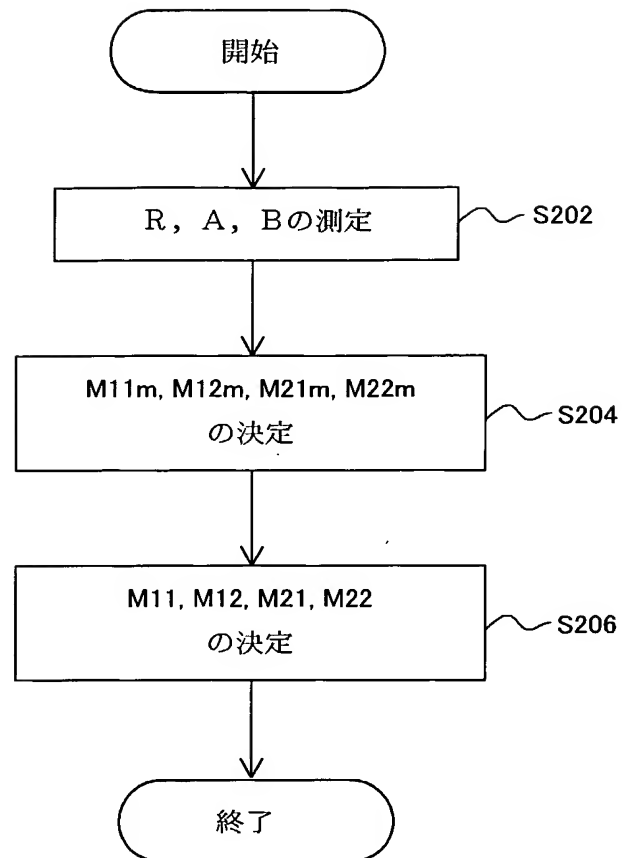 開始
R, A, Bの測定
S202
M11m, M12m, M21m, M22m
の決定
S204
M11, M12, M21, M22
の決定
S206
終了